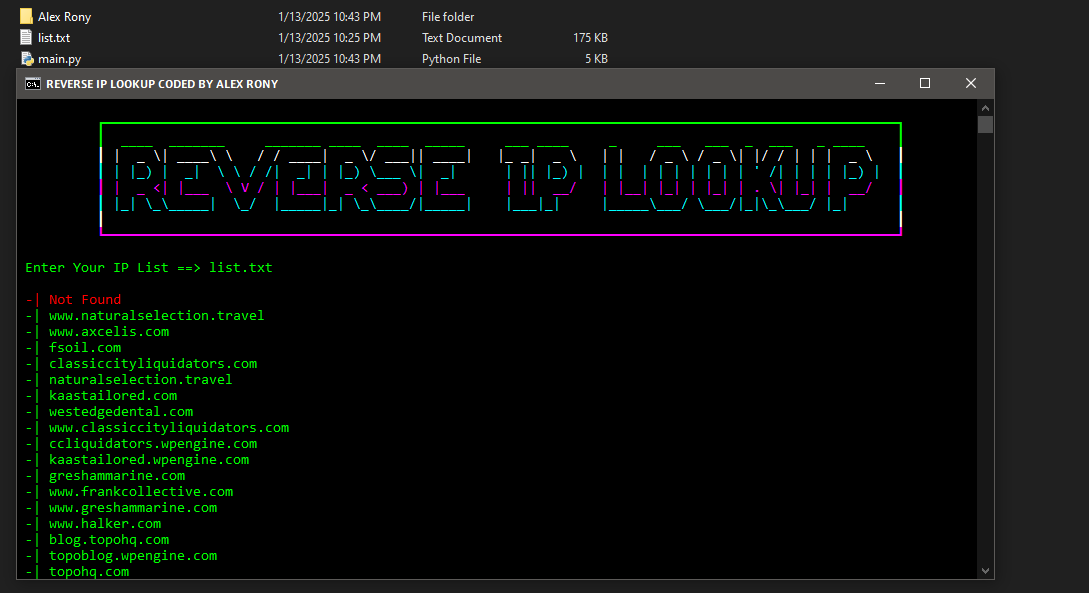 Alex Rony 1/13/2025 10:43 PM File folder
list.txt 1/13/2025 10:25 PM Text Document 175 KB
main.py 1/13/2025 10:43 PM Python File 5 KB
REVERSE IP LOOKUP CODED BY ALEX RONY
REVERSE IP LOOKUP
Enter Your IP List ==> list.txt
-| Not Found
-| www.naturalselection.travel
-| www.axcelis.com
-| fsoil.com
-| classiccityliquidators.com
-| naturalselection.travel
-| kaastailored.com
-| westedgedental.com
-| www.classiccityliquidators.com
-| ccliquidators.wpengine.com
-| kaastailored.wpengine.com
-| greshammarine.com
-| www.frankcollective.com
-| www.greshammarine.com
-| www.halker.com
-| blog.topohq.com
-| topoblog.wpengine.com
-| topohq.com